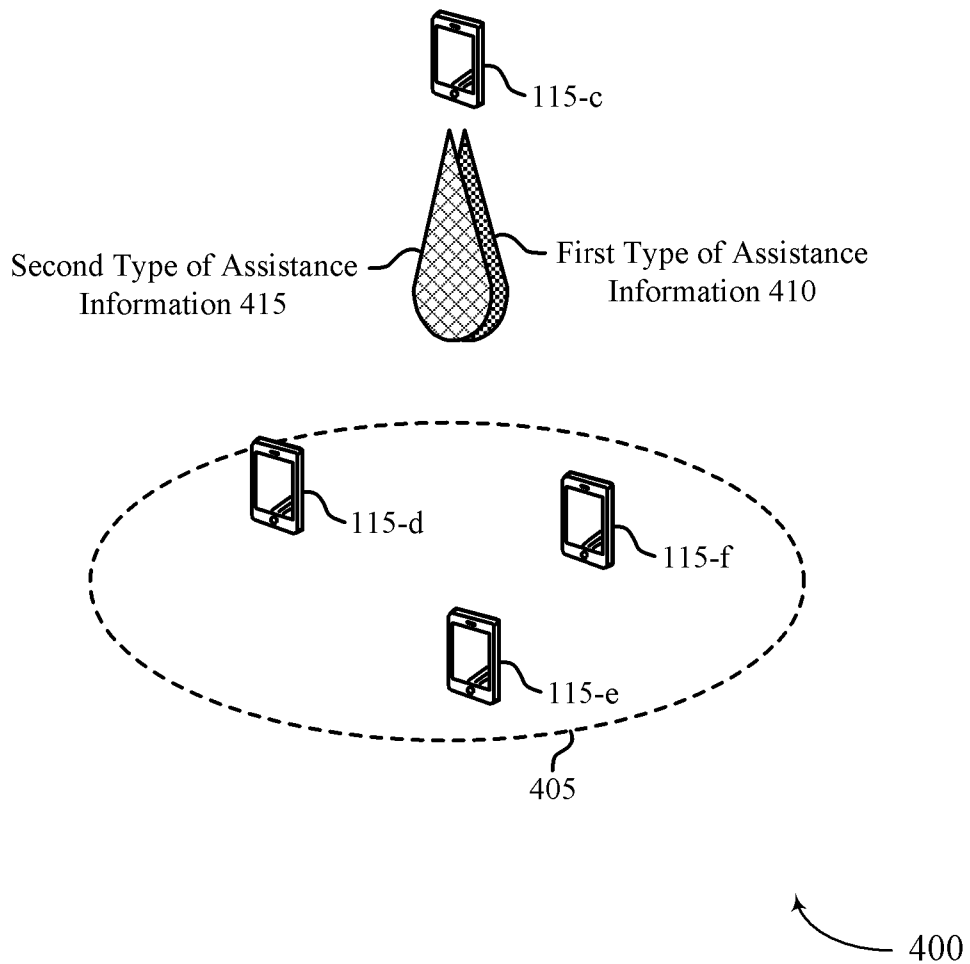 115-c
Second Type of Assistance
Information 415
First Type of Assistance
Information 410
115-d
115-f
115-e
405
400